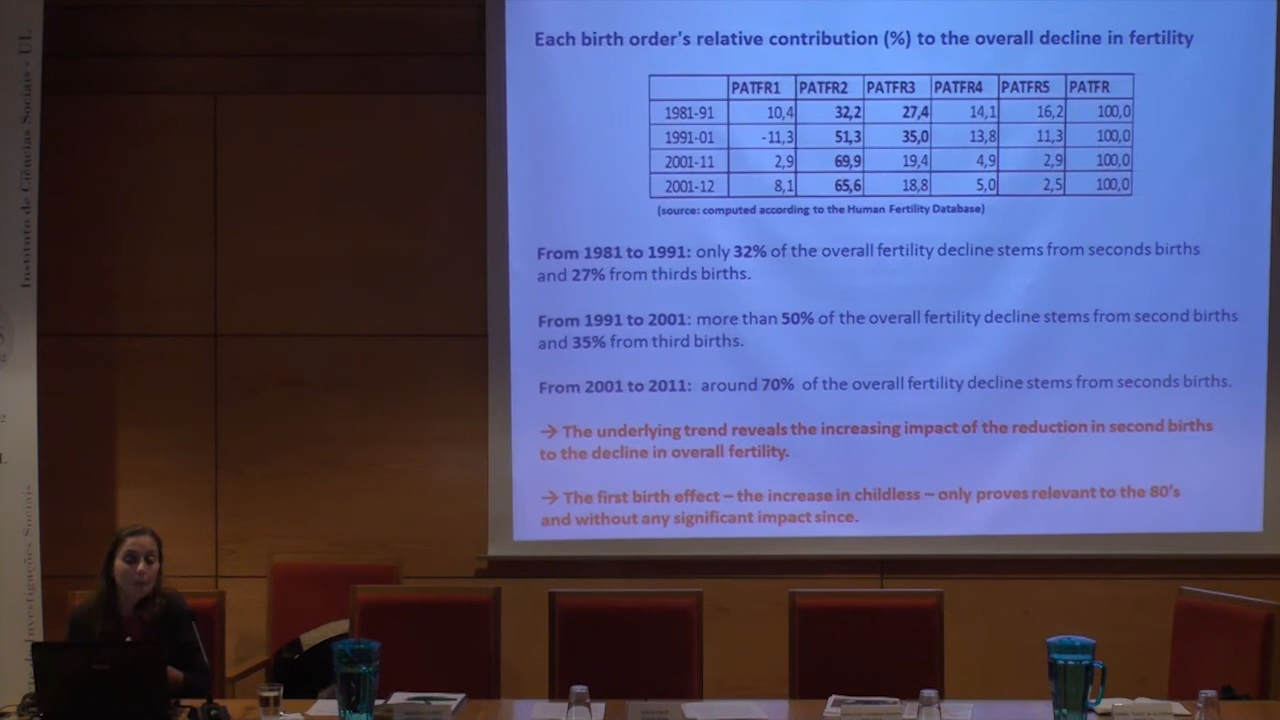 Each birth order's relative contribution (%) to the overall decline in fertility
PATFR1 PATFR2 PATFR3 PATFR4 PATFR5 PATFR
1981-91 10,4 32,2 27,4 14,1 16,2 100,0
1991-01 -11,3 51,3 35,0 13,8 11,3 100,0
2001-11 2,9 69,9 19,4 4,9 2,9 100,0
2001-12 8,1 65,6 18,8 5,0 2,5 100,0
(source: computed according to the Human Fertility Database)
From 1981 to 1991: only 32% of the overall fertility decline stems from seconds births
and 27% from thirds births.
From 1991 to 2001: more than 50% of the overall fertility decline stems from second births
and 35% from third births.
From 2001 to 2011: around 70% of the overall fertility decline stems from seconds births.
→ The underlying trend reveals the increasing impact of the reduction in second births
to the decline in overall fertility.
→ The first birth effect – the increase in childless – only proves relevant to the 80's
and without any significant impact since.
Instituto de Ciências Sociais - UL
Investigações Sociais